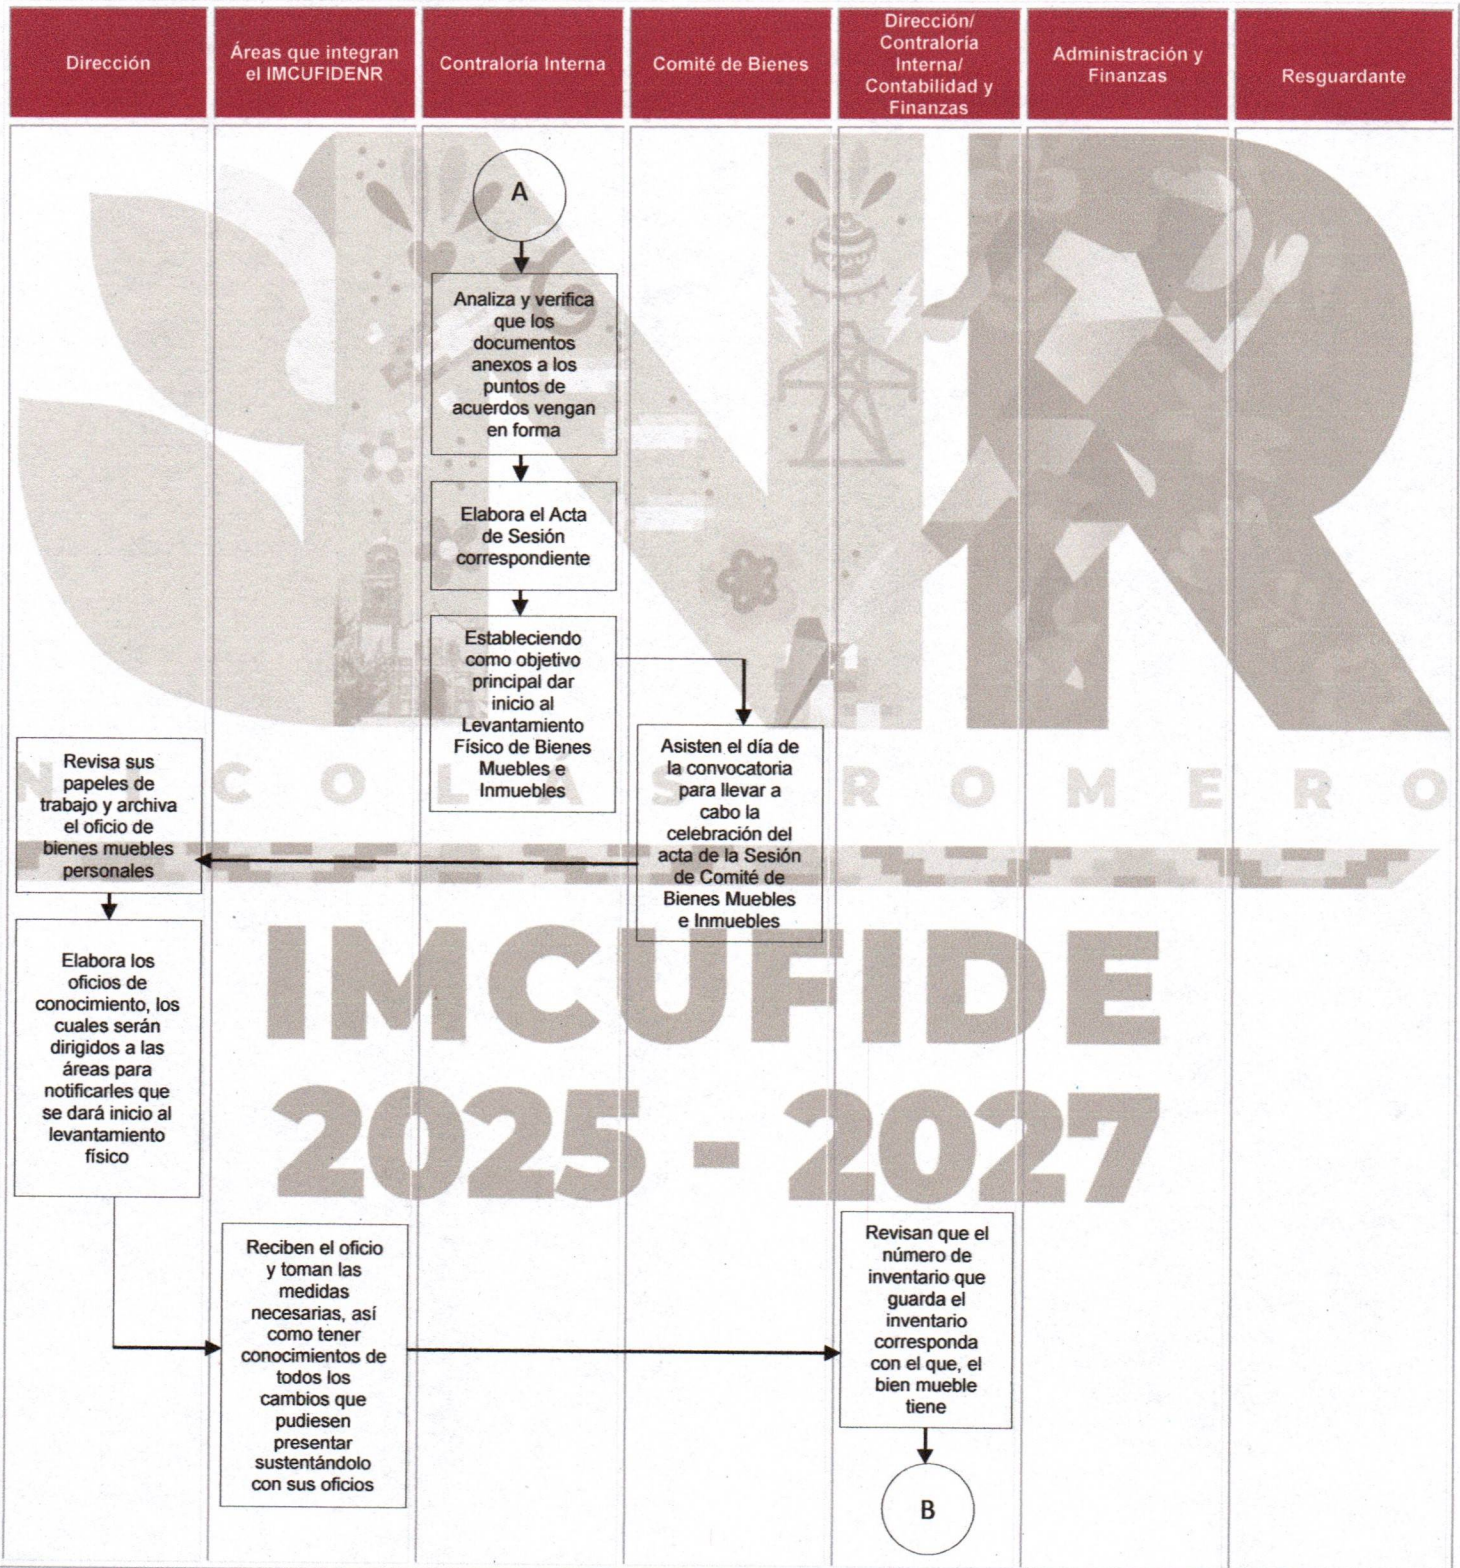 Dirección
Áreas que integran
el IMCUFIDENR
Contraloría Interna
Comité de Bienes
Dirección/
Contraloría
Interna/
Contabilidad y
Finanzas
Administración y
Finanzas
Resguardante
A
Analiza y verifica
que los
documentos
anexos a los
puntos de
acuerdos vengan
en forma
Elabora el Acta
de Sesión
correspondiente
Estableciendo
como objetivo
principal dar
inicio al
Levantamiento
Físico de Bienes
Muebles e
Inmuebles
Asisten el día de
la convocatoria
para llevar a
cabo la
celebración del
acta de la Sesión
de Comité de
Bienes Muebles
e Inmuebles
Revisa sus
papeles de
trabajo y archiva
el oficio de
bienes muebles
personales
Elabora los
oficios de
conocimiento, los
cuales serán
dirigidos a las
áreas para
notificarles que
se dará inicio al
levantamiento
físico
Reciben el oficio
y toman las
medidas
necesarias, así
como tener
conocimientos de
todos los
cambios que
pudiesen
presentar
sustentándolo
con sus oficios
Revisan que el
número de
inventario que
guarda el
inventario
corresponda
con el que, el
bien mueble
tiene
B
NR
NICOLÁS ROMERO
IMCUFIDE
2025 - 2027